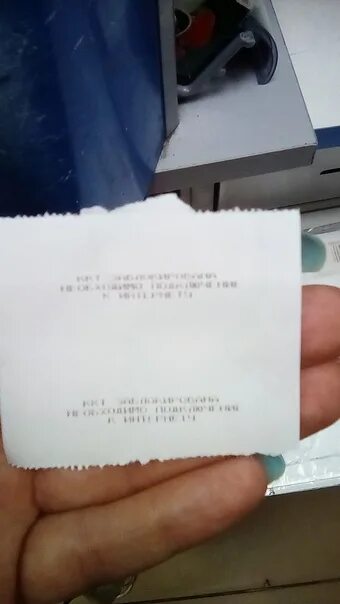 ККТ ЗАБЛОКИРОВАНА
НЕОБХОДИМО ПОДКЛЮЧЕНИЕ
К ИНТЕРНЕТУ
ККТ ЗАБЛОКИРОВАНА
НЕОБХОДИМО ПОДКЛЮЧЕНИЕ
К ИНТЕРНЕТУ